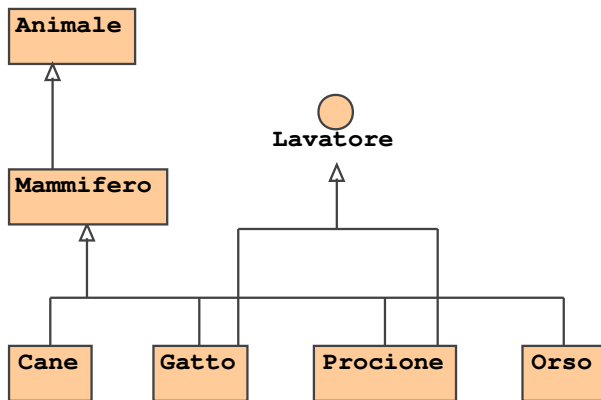 Animale
Lavatore
Mammifero
Cane
Gatto
Procione
Orso